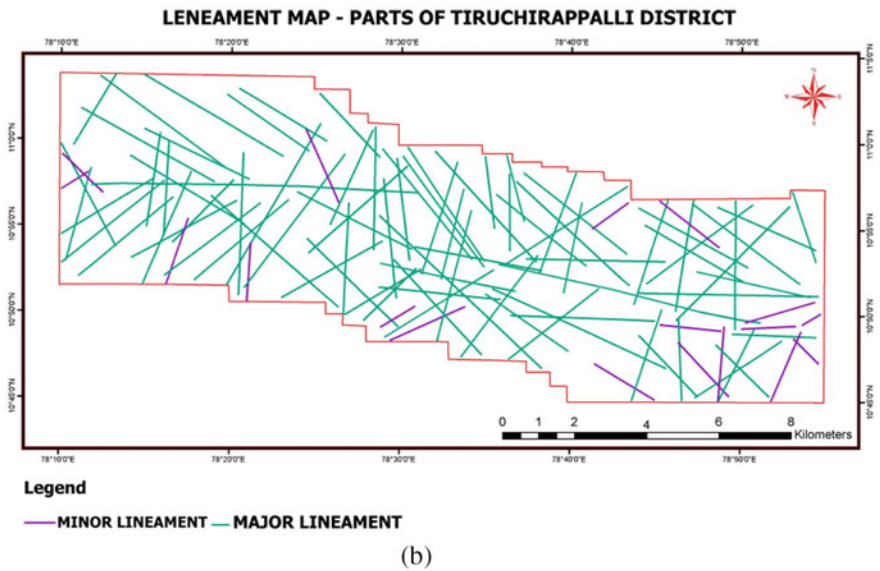 LENEAMENT MAP - PARTS OF TIRUCHIRAPPALLI DISTRICT
78°10'0"E 78°20'0"E 78°30'0"E 78°40'0"E 78°50'0"E
11°5'0"N
N
W
S
11°0'0"N 11°0'0"N
10°55'0"N 10°55'0"N
10°50'0"N 10°50'0"N
10°45'0"N 10°45'0"N
0 1 2 4 6 8
Kilometers
78°10'0"E 78°20'0"E 78°30'0"E 78°40'0"E 78°50'0"E
Legend
MINOR LINEAMENT MAJOR LINEAMENT
(b)